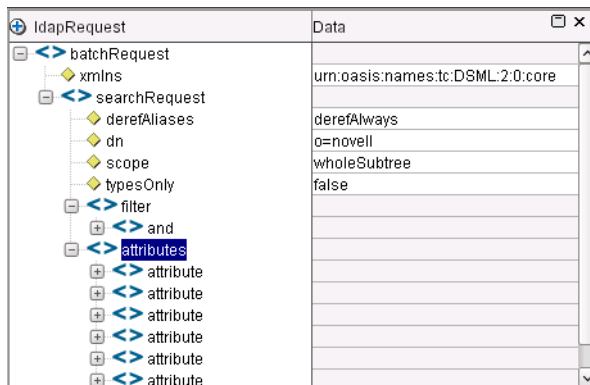 ldapRequest Data
batchRequest
xmlns urn:oasis:names:tc:DSML:2:0:core
searchRequest
derefAliases derefAlways
dn o=novell
scope wholeSubtree
typesOnly false
filter
and
attributes
attribute
attribute
attribute
attribute
attribute
attribute